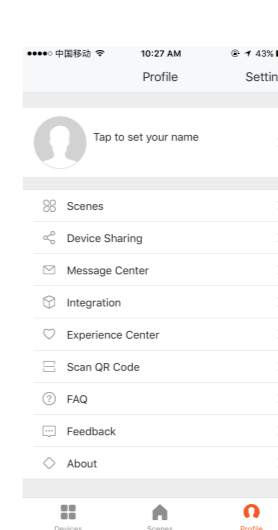 中国移动 10:27 AM 43%
Profile Settin
Tap to set your name
Scenes
Device Sharing
Message Center
Integration
Experience Center
Scan QR Code
FAQ
Feedback
About
Devices Scenes Profile